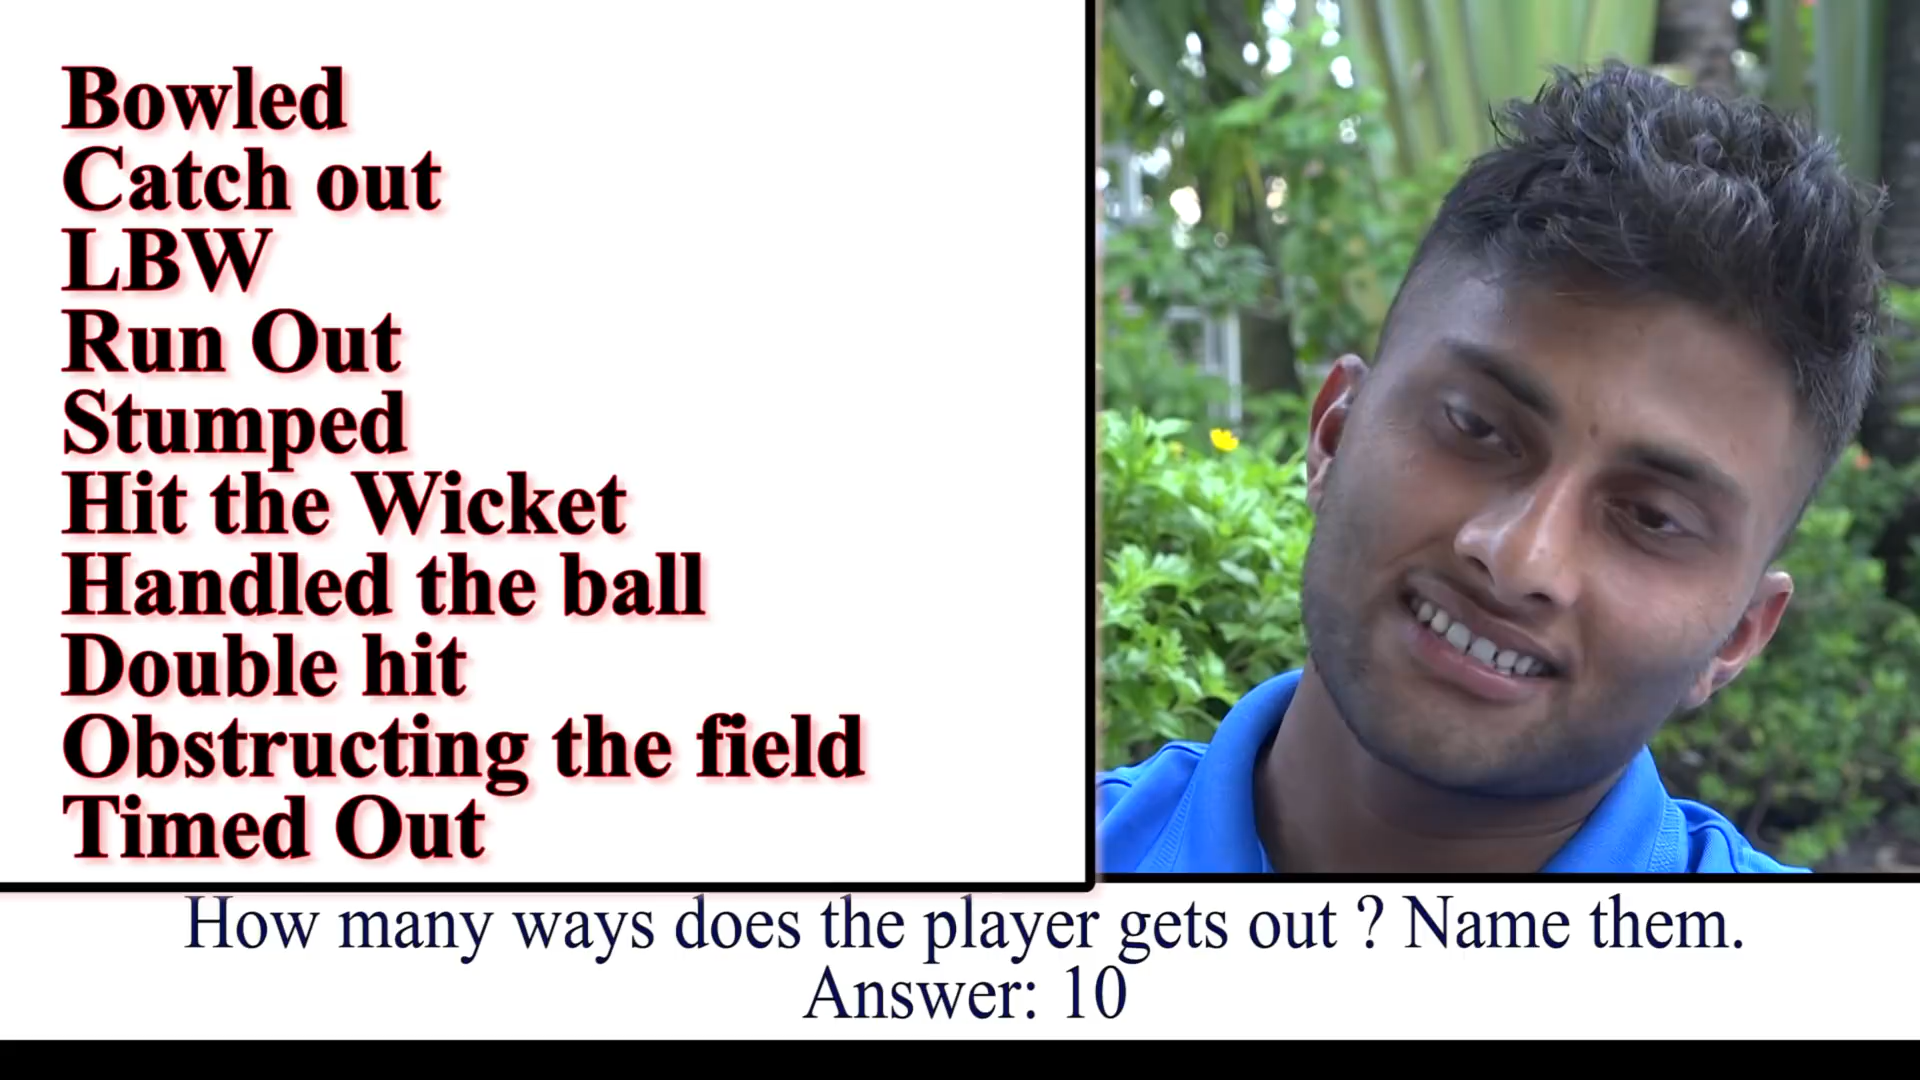 Bowled
Catch out
LBW
Run Out
Stumped
Hit the Wicket
Handled the ball
Double hit
Obstructing the field
Timed Out
How many ways does the player gets out ? Name them.
Answer: 10